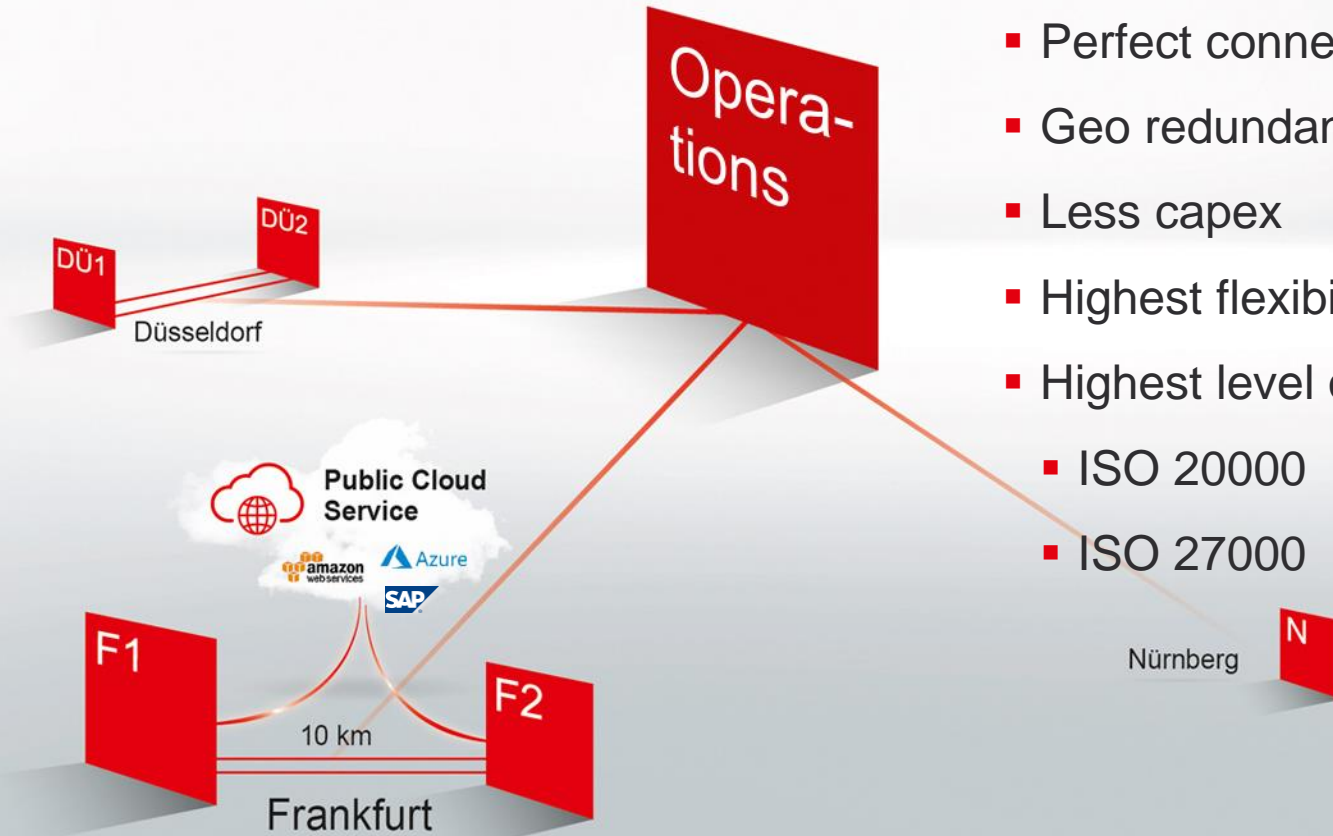 Opera-
tions
DÜ1
DÜ2
Düsseldorf
Public Cloud
Service
amazon
webservices
Azure
SAP
F1
F2
10 km
Frankfurt
Nürnberg
N
Perfect conne
Geo redundan
Less capex
Highest flexibi
Highest level
ISO 20000
ISO 27000